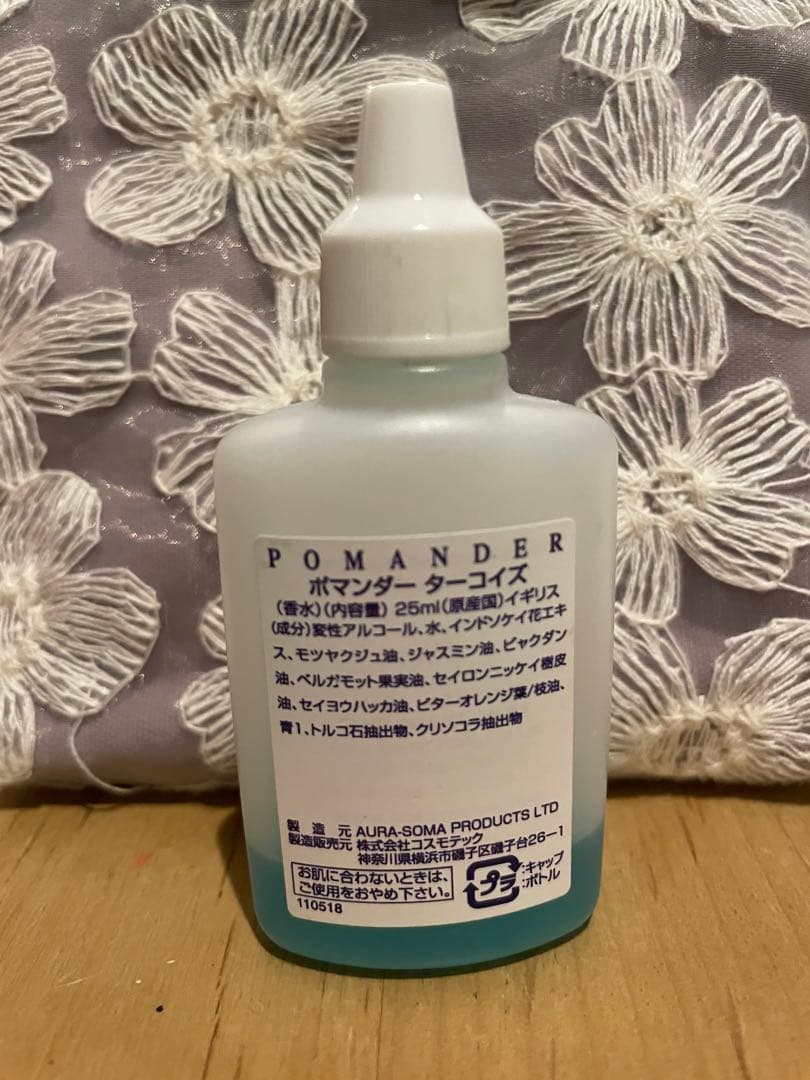 POMANDER
ポマンダー ターコイズ
(香水)(内容量) 25ml(原産国)イギリス
(成分)変性アルコール、水、インドソケイ花エキ
ス、モツヤクジュ油、ジャスミン油、ビャクダン
油、ベルガモット果実油、セイロンニッケイ樹皮
油、セイヨウハッカ油、ビターオレンジ葉/枝油、
青1、トルコ石抽出物、クリソコラ抽出物
製造元 AURA-SOMA PRODUCTS LTD
製造販売元 株式会社コスモテック
神奈川県横浜市磯子区磯子台26-1
お肌に合わないときは、
ご使用をおやめ下さい。
プラ
:キャップ
:ボトル
110518